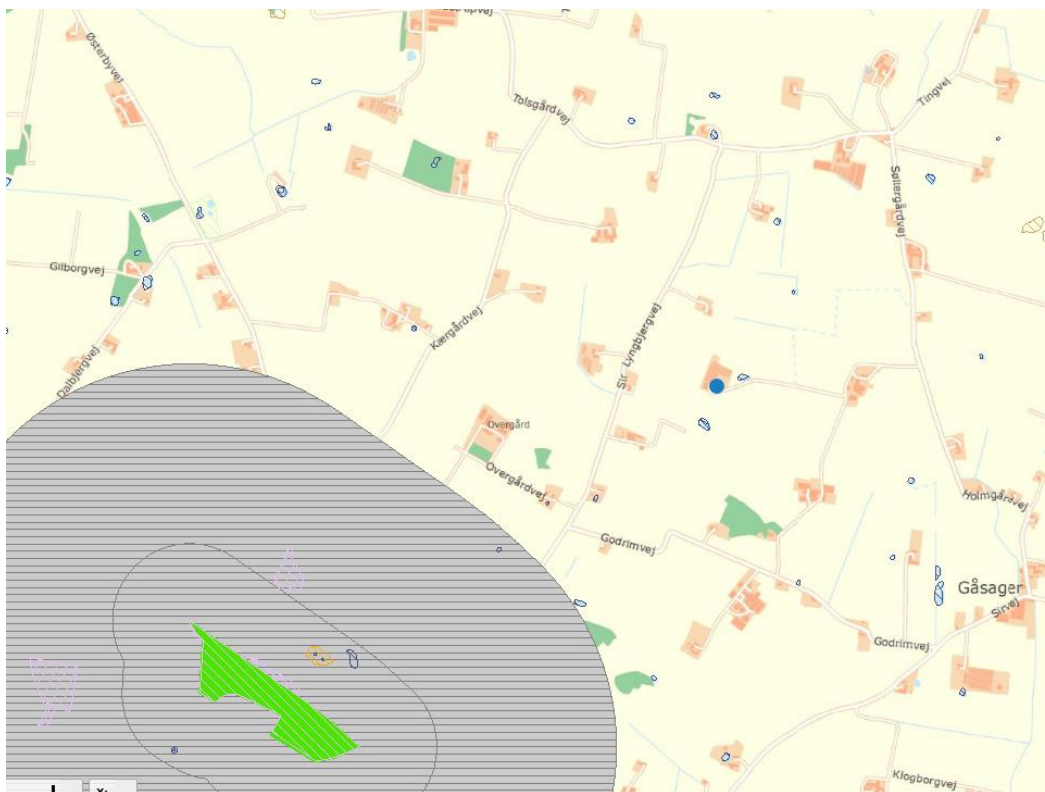 Østerbyvej
Tolsgårdvej
Tingvej
Søllergårdvej
Gilborgvej
Kærgårdvej
Sir Lyngbjergvej
Dalbjergvej
Overgård
Overgårdvej
Holmgårdvej
Godrimvej
Gåsager
Sirvej
Godrimvej
Klogborgvej